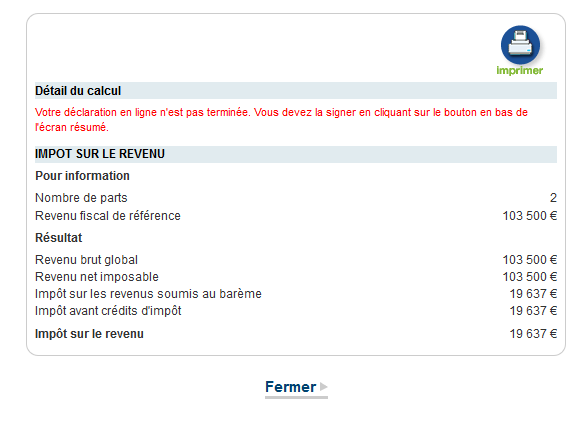 Imprimer
Détail du calcul
Votre déclaration en ligne n'est pas terminée. Vous devez la signer en cliquant sur le bouton en bas de
l'écran résumé.
IMPOT SUR LE REVENU
Pour information
Nombre de parts 2
Revenu fiscal de référence 103 500 €
Résultat
Revenu brut global 103 500 €
Revenu net imposable 103 500 €
Impôt sur les revenus soumis au barème 19 637 €
Impôt avant crédits d'impôt 19 637 €
Impôt sur le revenu 19 637 €
Fermer